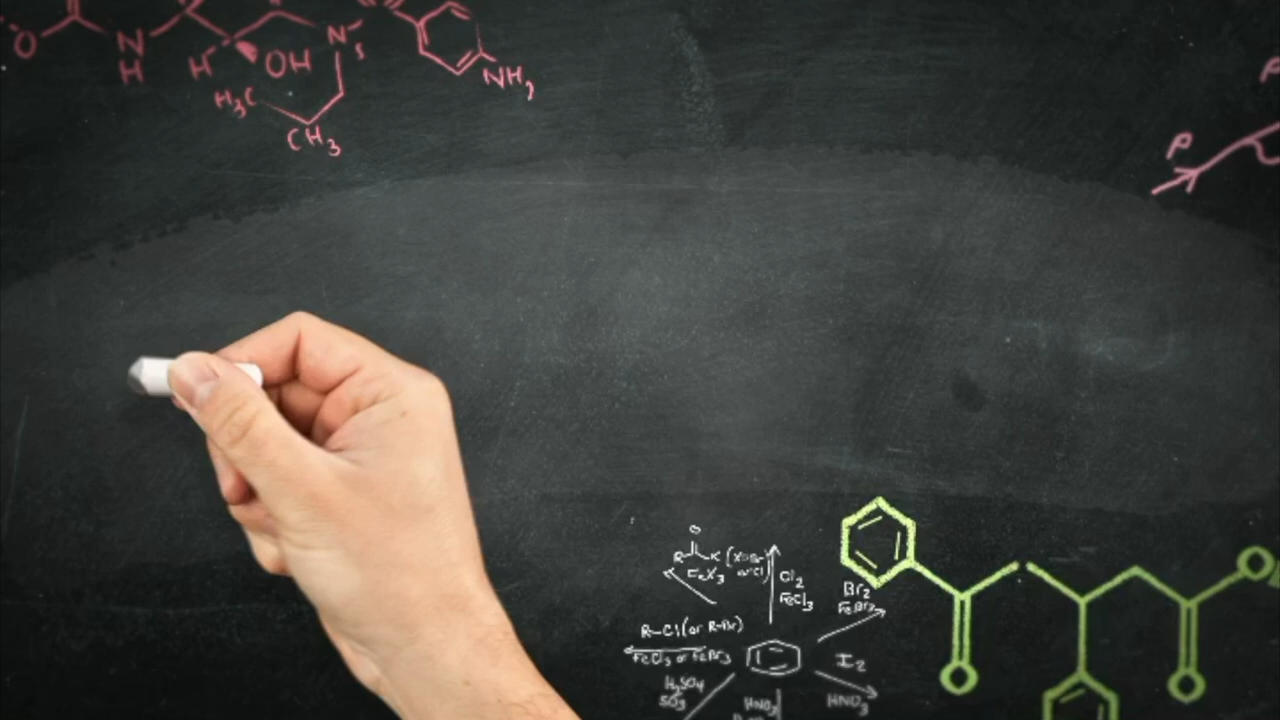 O
N
H
H
OH
N
NH₂
H₃C
CH₃
P
P
O
R
Cl₂
FeCl₃
Br₂
FeBr₃
R-Cl (or R-Br)
FeCl₃ or FeBr₃
I₂
HNO₃
H₂SO₄
SO₃
HNO₃
O
O
O